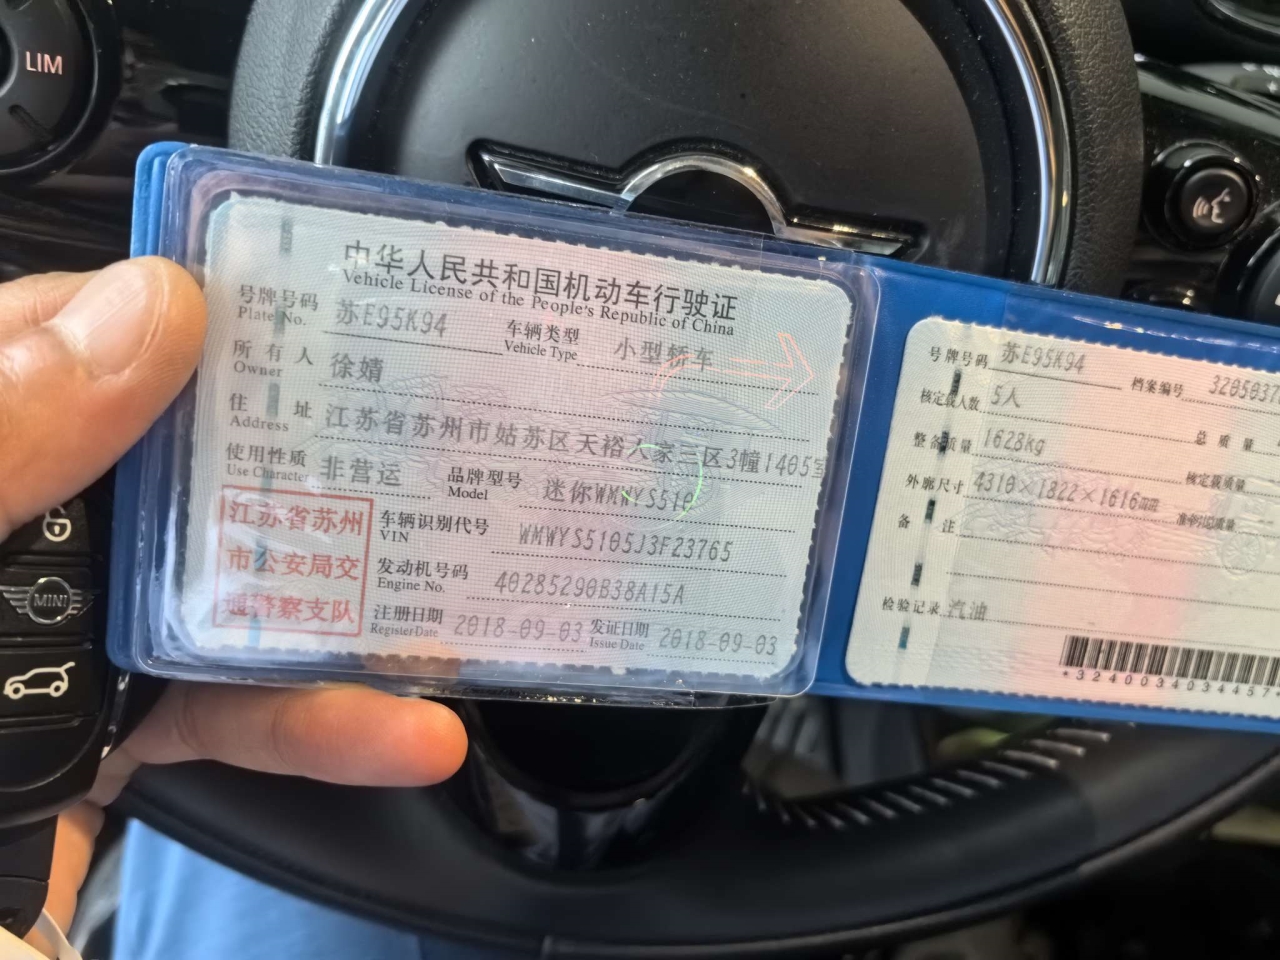 LIM
中华人民共和国机动车行驶证
Vehicle License of the People's Republic of China
号牌号码 苏E95K94 车辆类型 小型轿车
Plate No. Vehicle Type
所有人 徐婧
Owner
住址 江苏省苏州市姑苏区天裕人家三区3幢1405室
Address
使用性质 非营运 品牌型号 迷你WMWYS510
Use Character Model
江苏省苏州
市公安局交
通警察支队
车辆识别代号 WMWYS5105J3F23765
VIN
发动机号码 40285290B38A15A
Engine No.
注册日期 2018-09-03 发证日期 2018-09-03
Register Date Issue Date
号牌号码 苏E95K94 档案编号 3205037
核定载人数 5人 总质量
整备质量 1628kg 核定载质量
外廓尺寸 4310×1822×1616mm 准牵引总质量
备注
检验记录 汽油
*3240034034457
MINI